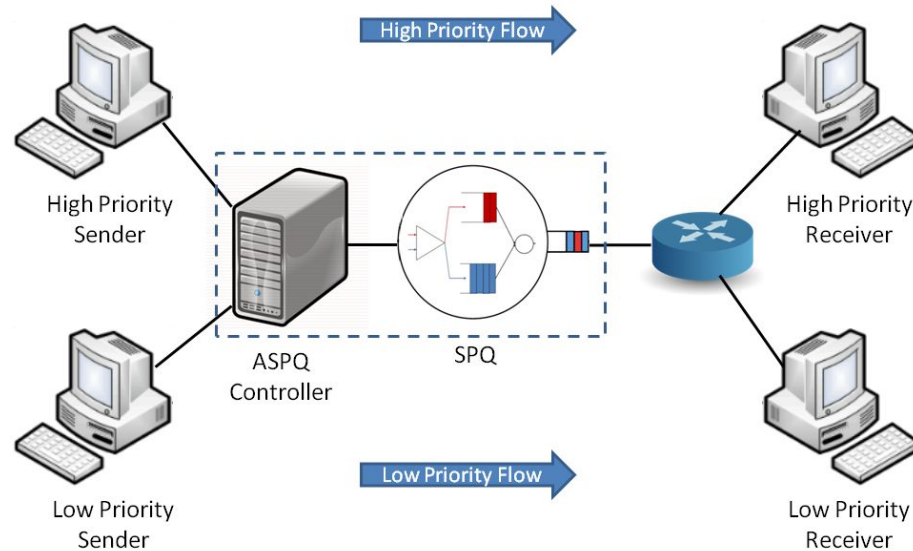 High Priority Flow
High Priority
Sender
High Priority
Receiver
ASPQ
Controller
SPQ
Low Priority Flow
Low Priority
Sender
Low Priority
Receiver